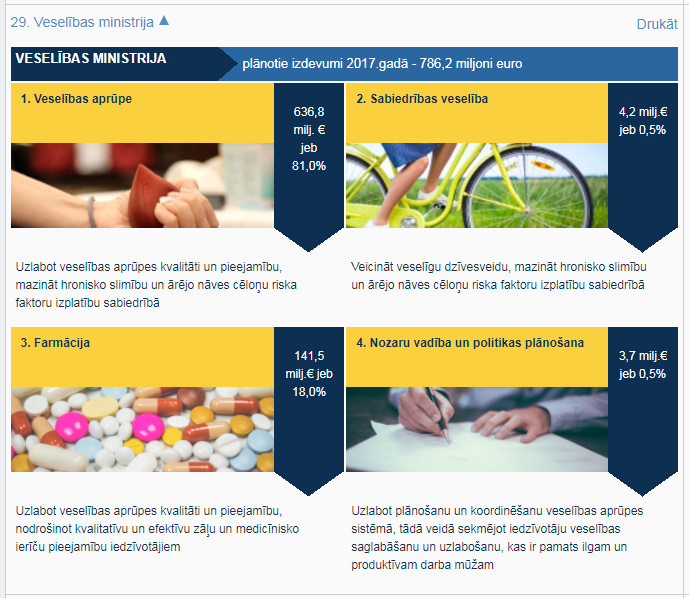 29. Veselības ministrija
Drukāt
VESELĪBAS MINISTRIJA
plānotie izdevumi 2017.gadā - 786,2 miljoni euro
1. Veselības aprūpe
636,8
milj. €
jeb
81,0%
2. Sabiedrības veselība
4,2 milj.€
jeb 0,5%
Uzlabot veselības aprūpes kvalitāti un pieejamību,
mazināt hronisko slimību un ārējo nāves cēloņu riska
faktoru izplatību sabiedrībā
Veicināt veselīgu dzīvesveidu, mazināt hronisko slimību
un ārējo nāves cēloņu riska faktoru izplatību sabiedrībā
3. Farmācija
141,5
milj.€ jeb
18,0%
4. Nozaru vadība un politikas plānošana
3,7 milj.€
jeb 0,5%
Uzlabot veselības aprūpes kvalitāti un pieejamību,
nodrošinot kvalitatīvu un efektīvu zāļu un medicīnisko
ierīču pieejamību iedzīvotājiem
Uzlabot plānošanu un koordinēšanu veselības aprūpes
sistēmā, tādā veidā sekmējot iedzīvotāju veselības
saglabāšanu un uzlabošanu, kas ir pamats ilgam un
produktīvam darba mūžam